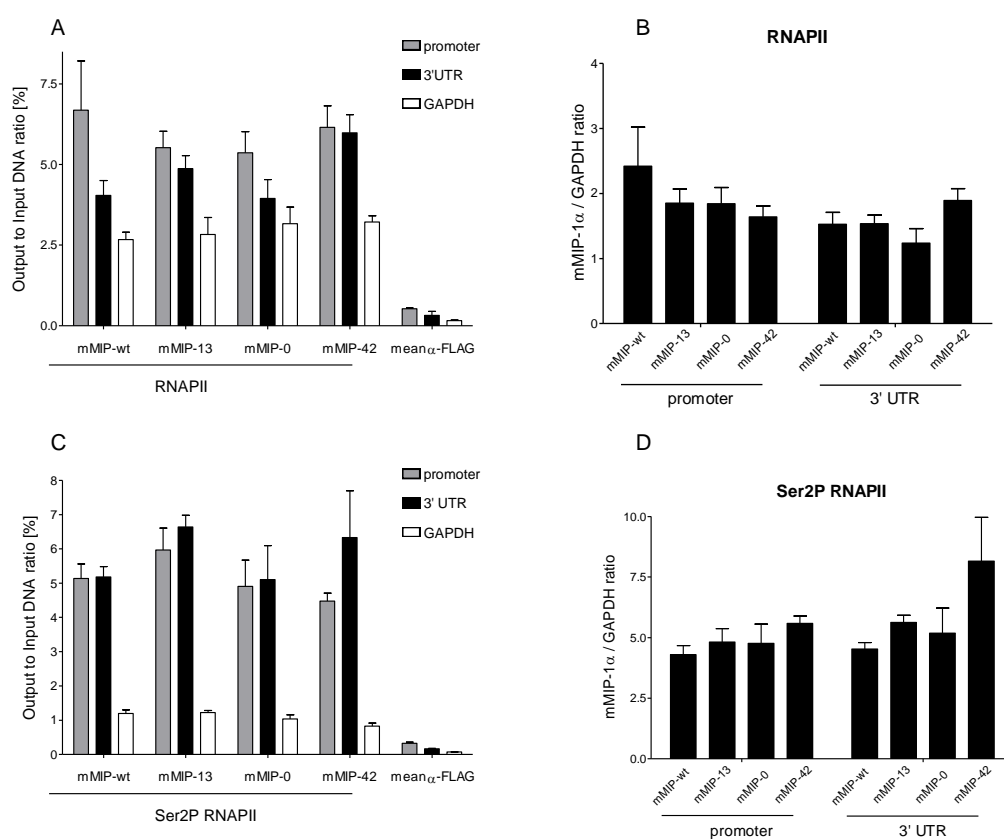 A
Output to Input DNA ratio [%]
7.5
5.0
2.5
0.0
promoter
3'UTR
GAPDH
mMIP-wt mMIP-13 mMIP-0 mMIP-42 mean α-FLAG
RNAPII
B
RNAPII
mMIP-1α / GAPDH ratio
4
3
2
1
0
mMIP-wt mMIP-13 mMIP-0 mMIP-42 mMIP-wt mMIP-13 mMIP-0 mMIP-42
promoter 3' UTR
C
Output to Input DNA ratio [%]
8
7
6
5
4
3
2
1
0
promoter
3' UTR
GAPDH
mMIP-wt mMIP-13 mMIP-0 mMIP-42 mean α-FLAG
Ser2P RNAPII
D
Ser2P RNAPII
mMIP-1α / GAPDH ratio
10.0
7.5
5.0
2.5
0.0
mMIP-wt mMIP-13 mMIP-0 mMIP-42 mMIP-wt mMIP-13 mMIP-0 mMIP-42
promoter 3' UTR